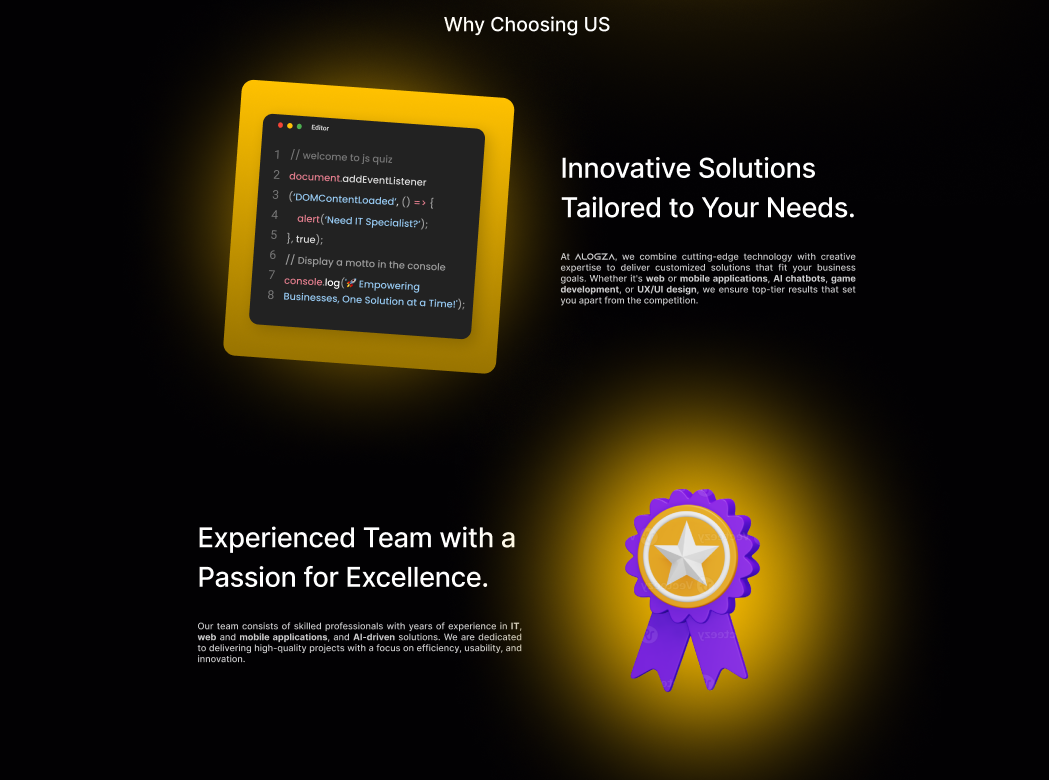 Why Choosing US
Editor
1 // welcome to js quiz
2 document.addEventListener
3 ('DOMContentLoaded', () => {
4 alert('Need IT Specialist?');
5 }, true);
6 // Display a motto in the console
7 console.log('🚀 Empowering
8 Businesses, One Solution at a Time!');
Innovative Solutions
Tailored to Your Needs.
At ALOGZA, we combine cutting-edge technology with creative
expertise to deliver customized solutions that fit your business
goals. Whether it's web or mobile applications, AI chatbots, game
development, or UX/UI design, we ensure top-tier results that set
you apart from the competition.
Experienced Team with a
Passion for Excellence.
Our team consists of skilled professionals with years of experience in IT,
web and mobile applications, and AI-driven solutions. We are dedicated
to delivering high-quality projects with a focus on efficiency, usability, and
innovation.